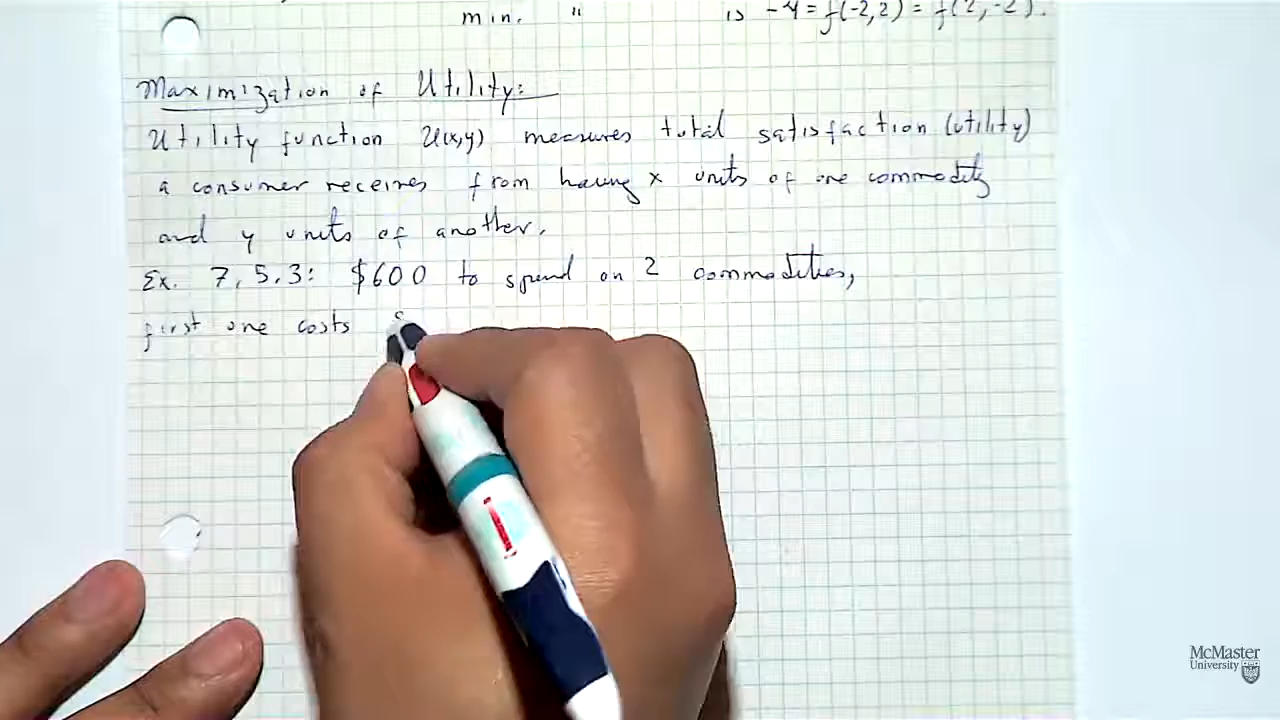 min. " is -4 = f(-2,2) = f(2,-2).
Maximization of Utility:
Utility function U(x,y) measures total satisfaction (utility)
a consumer receives from having x units of one commodity
and y units of another.
Ex. 7.5.3: $600 to spend on 2 commodities,
first one costs
McMaster
University